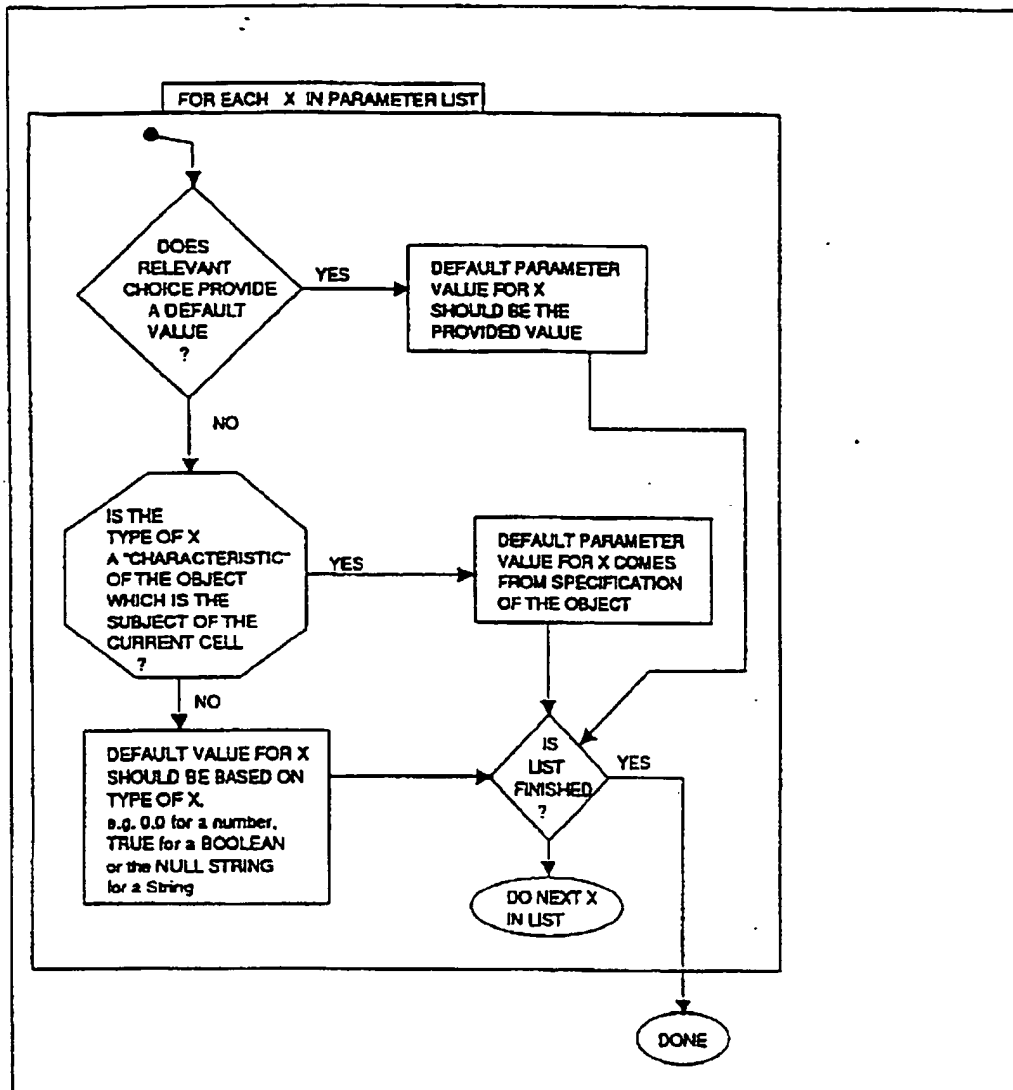 FOR EACH X IN PARAMETER LIST
DOES
RELEVANT
CHOICE PROVIDE
A DEFAULT
VALUE
?
YES
DEFAULT PARAMETER
VALUE FOR X
SHOULD BE THE
PROVIDED VALUE
NO
IS THE
TYPE OF X
A "CHARACTERISTIC"
OF THE OBJECT
WHICH IS THE
SUBJECT OF THE
CURRENT CELL
?
YES
DEFAULT PARAMETER
VALUE FOR X COMES
FROM SPECIFICATION
OF THE OBJECT
NO
DEFAULT VALUE FOR X
SHOULD BE BASED ON
TYPE OF X.
e.g. 0.0 for a number,
TRUE for a BOOLEAN
or the NULL STRING
for a String
IS
LIST
FINISHED
?
YES
DO NEXT X
IN LIST
DONE